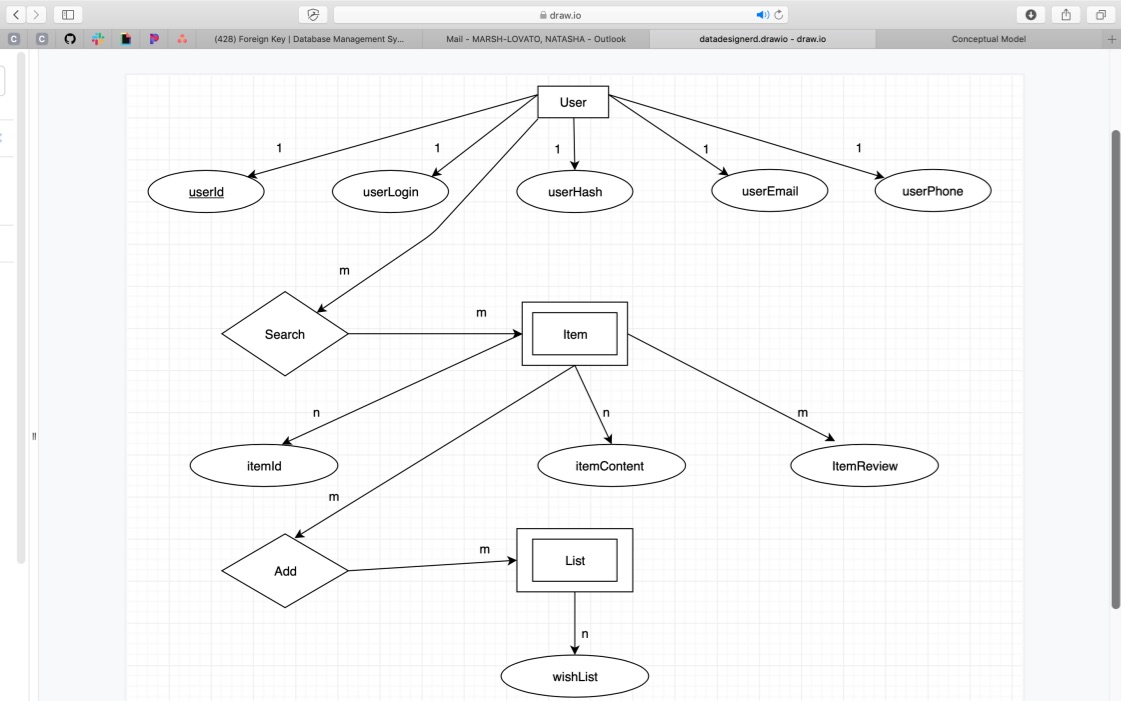 draw.io
C
C
(428) Foreign Key | Database Management Sy...
Mail - MARSH-LOVATO, NATASHA - Outlook
datadesignerd.drawio - draw.io
Conceptual Model
User
1
1
1
1
1
userId
userLogin
userHash
userEmail
userPhone
m
m
Search
Item
n
n
m
itemId
itemContent
ItemReview
m
m
Add
List
n
wishList